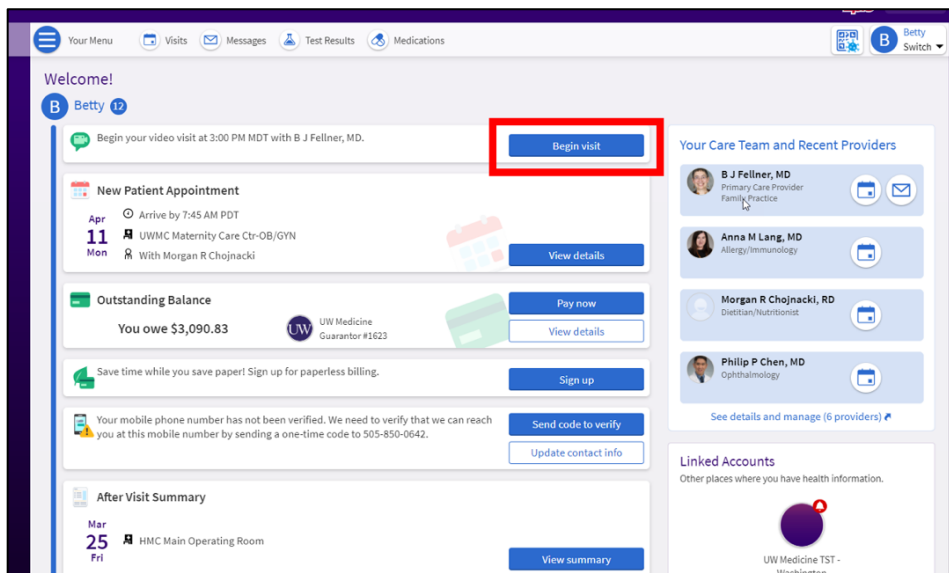 Your Menu
Visits
Messages
Test Results
Medications
B
Betty
Switch
Welcome!
B
Betty
12
Begin your video visit at 3:00 PM MDT with B J Fellner, MD.
Begin visit
New Patient Appointment
Apr
11
Mon
Arrive by 7:45 AM PDT
UWMC Maternity Care Ctr-OB/GYN
With Morgan R Chojnacki
View details
Outstanding Balance
You owe $3,090.83
UW
UW Medicine
Guarantor #1623
Pay now
View details
Save time while you save paper! Sign up for paperless billing.
Sign up
Your mobile phone number has not been verified. We need to verify that we can reach
you at this mobile number by sending a one-time code to 505-850-0642.
Send code to verify
Update contact info
After Visit Summary
Mar
25
Fri
HMC Main Operating Room
View summary
Your Care Team and Recent Providers
B J Fellner, MD
Primary Care Provider
Family Practice
Anna M Lang, MD
Allergy/Immunology
Morgan R Chojnacki, RD
Dietitian/Nutritionist
Philip P Chen, MD
Ophthalmology
See details and manage (6 providers)
Linked Accounts
Other places where you have health information.
UW Medicine TST -
Washington